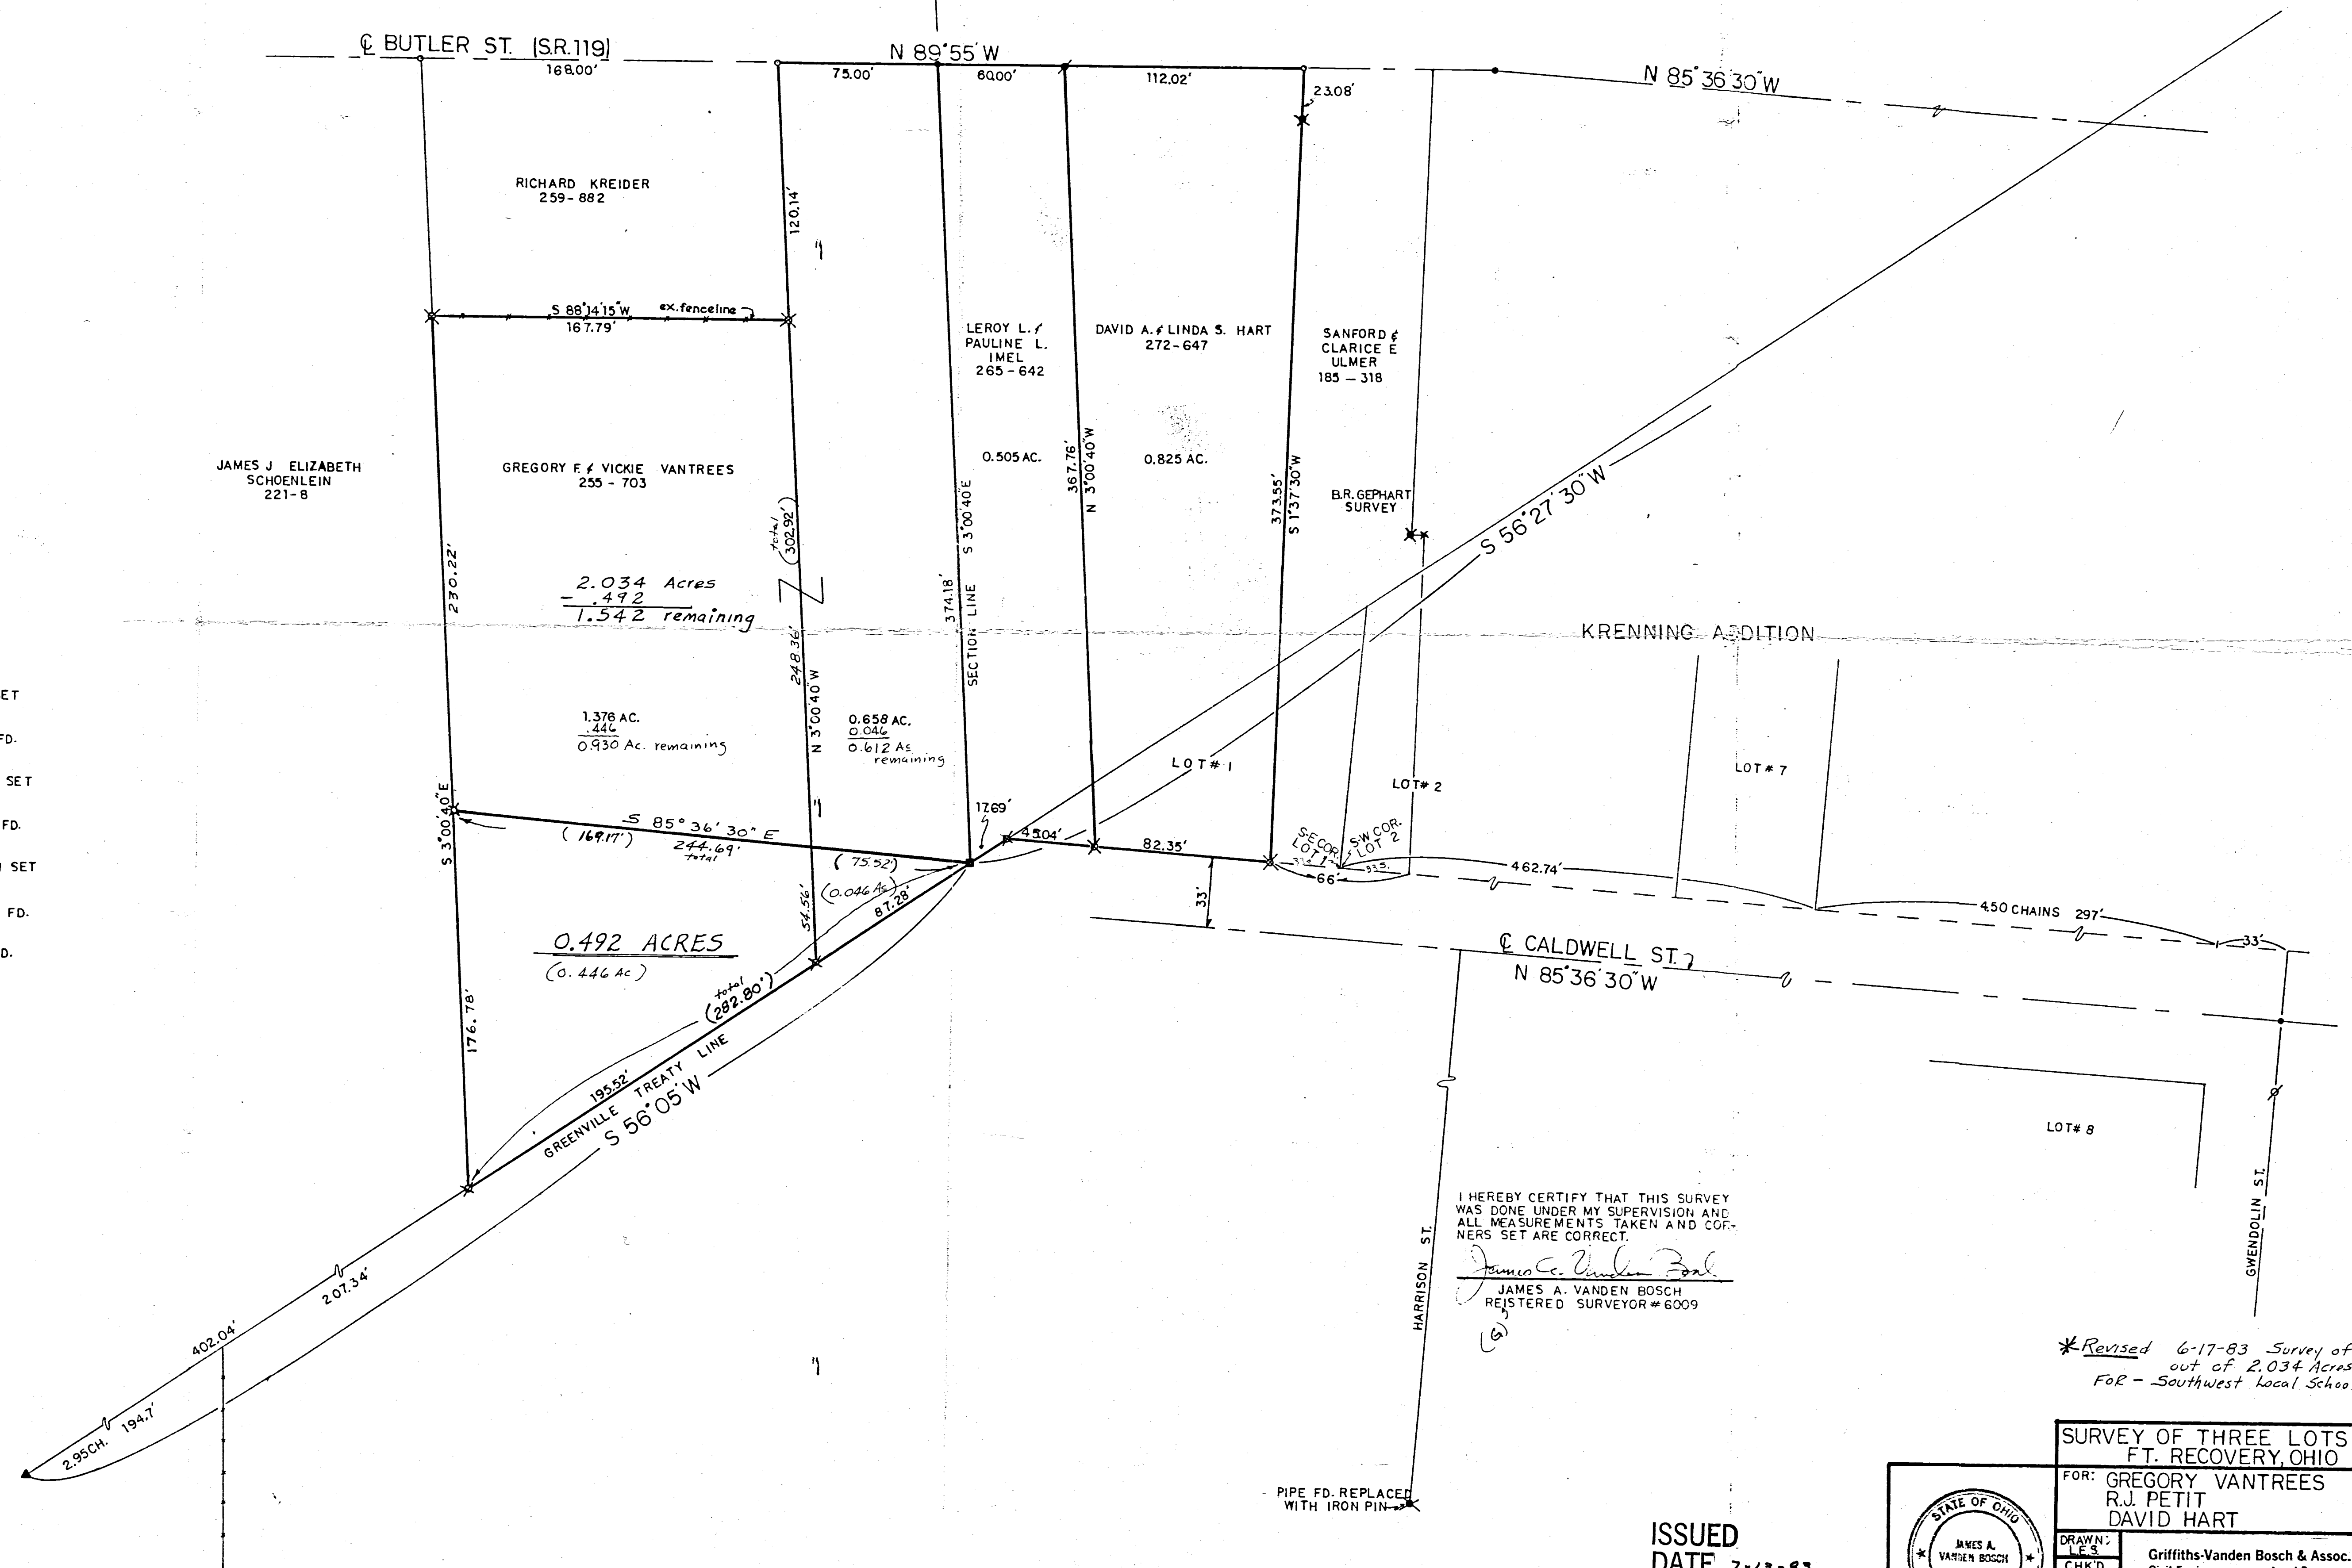 ℄ BUTLER ST. (S.R.119)
168.00'
N 89°55' W
75.00'
60.00'
112.02'
23.08'
N 85°36'30"W
RICHARD KREIDER
259-882
120.14'
S 88°14'15"W
ex.fenceline
167.79'
LEROY L. &
PAULINE L.
IMEL
265-642
DAVID A. & LINDA S. HART
272-647
SANFORD &
CLARICE E
ULMER
185-318
JAMES J ELIZABETH
SCHOENLEIN
221-8
GREGORY F. & VICKIE VANTREES
255-703
0.505 AC.
0.825 AC.
367.76'
N 3°00'40"W
373.55'
S 1°37'30"W
B.R. GEPHART
SURVEY
S 56°27'30"W
total
(302.92')
230.22'
2.034 Acres
- .492
1.542 remaining
374.18'
SECTION LINE S 3°00'40"E
248.36'
N 3°00'40"W
KRENNING ADDITION
1.376 AC.
.446
0.930 Ac. remaining
0.658 AC.
0.046
0.612 As
remaining
ET
FD.
SET
FD.
SET
FD.
D.
LOT# 1
LOT# 2
LOT# 7
S 3°00'40"E
S 85°36'30" E
(169.17')
244.69'
total
(75.52')
17.69'
45.04'
82.35'
S.E COR.
LOT 1
S.W COR.
LOT 2
33.
66'
462.74'
33'
4.50 CHAINS 297'
33'
(0.046 As)
87.28'
54.56'
0.492 ACRES
(0.446 Ac)
℄ CALDWELL ST.
N 85°36'30"W
176.78'
total
(282.80')
195.52'
GREENVILLE TREATY LINE
S 56°05' W
LOT# 8
HARRISON ST.
GWENDOLIN ST.
I HEREBY CERTIFY THAT THIS SURVEY
WAS DONE UNDER MY SUPERVISION AND
ALL MEASUREMENTS TAKEN AND COR-
NERS SET ARE CORRECT.
JAMES A. VANDEN BOSCH
REISTERED SURVEYOR # 6009
(G)
207.34'
402.04'
2.95CH. 194.7'
*Revised 6-17-83 Survey of
out of 2.034 Acres
FOR - Southwest Local Schoo
PIPE FD. REPLACED
WITH IRON PIN
ISSUED
DATE 7-13-83
STATE OF OHIO
JAMES A.
VANDEN BOSCH
SURVEY OF THREE LOTS
FT. RECOVERY, OHIO
FOR: GREGORY VANTREES
R.J. PETIT
DAVID HART
DRAWN:
L.E.S.
CHK'D
Griffiths-Vanden Bosch & Assoc